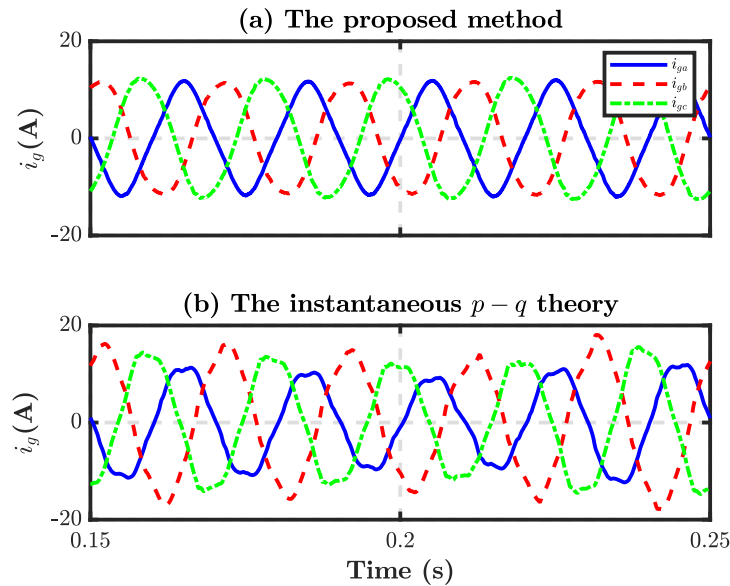 (a) The proposed method
20
0
-20
i_g(A)
i_ga
i_gb
i_gc
(b) The instantaneous p − q theory
20
0
-20
i_g(A)
0.15 0.2 0.25
Time (s)